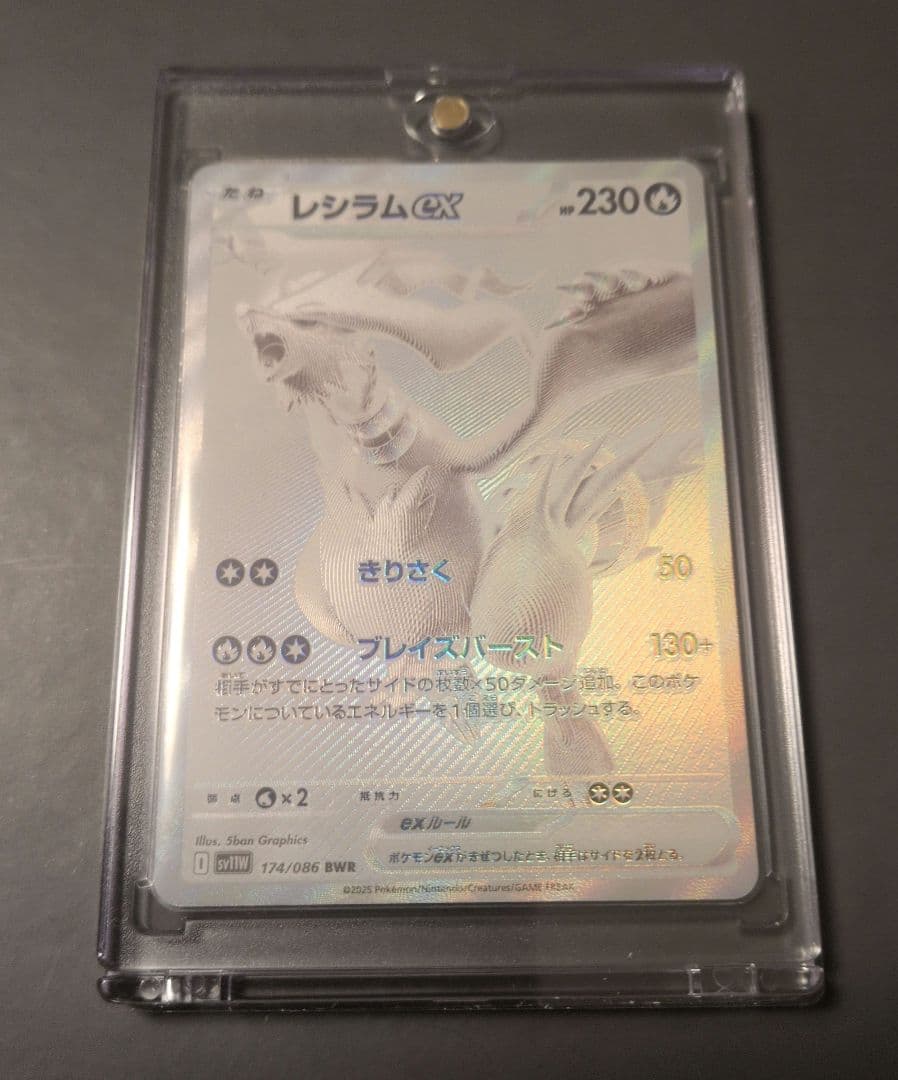 たね レシラムex HP230
きりさく 50
ブレイズバースト 130+
相手がすでにとったサイドの枚数×50ダメージ追加。このポケ
モンについているエネルギーを1個選び、トラッシュする。
弱点 ×2 抵抗力 にげる
exルール
ポケモンexがきぜつしたとき、相手はサイドを2枚とる。
Illus. 5ban Graphics
I SV11W 174/086 BWR
©2025 Pokémon/Nintendo/Creatures/GAME FREAK